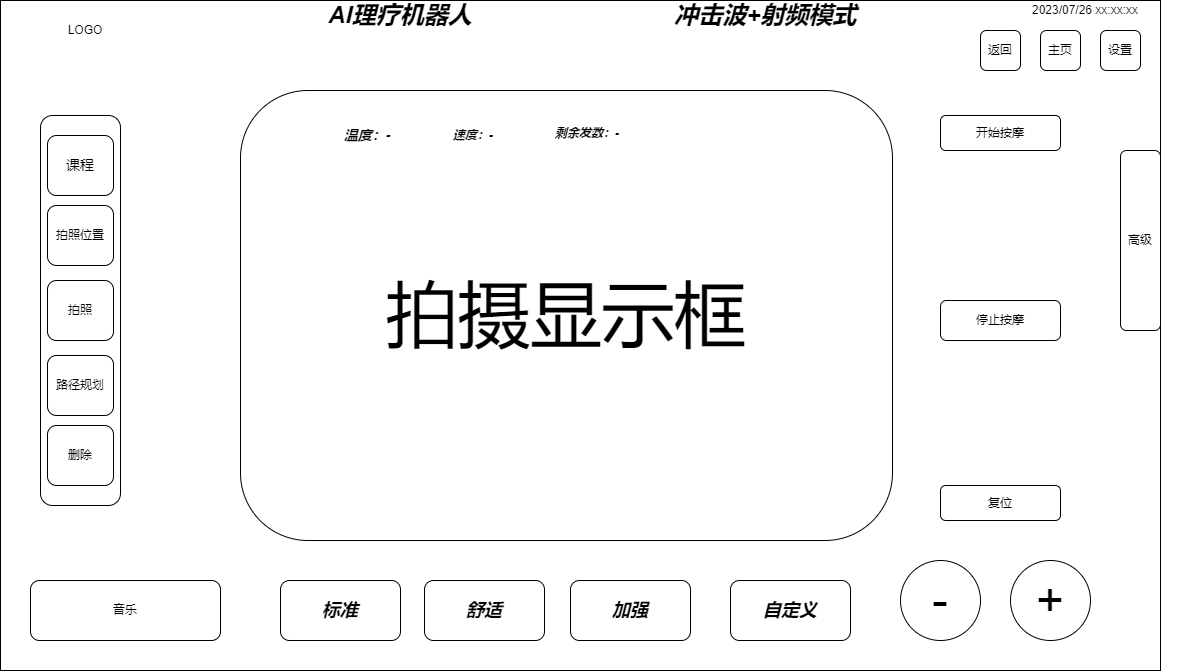 LOGO
AI理疗机器人
冲击波+射频模式
2023/07/26 xx:xx:xx
返回
主页
设置
课程
拍照位置
拍照
路径规划
删除
温度：-
速度：-
剩余发数：-
拍摄显示框
开始按摩
停止按摩
复位
高级
音乐
标准
舒适
加强
自定义
-
+